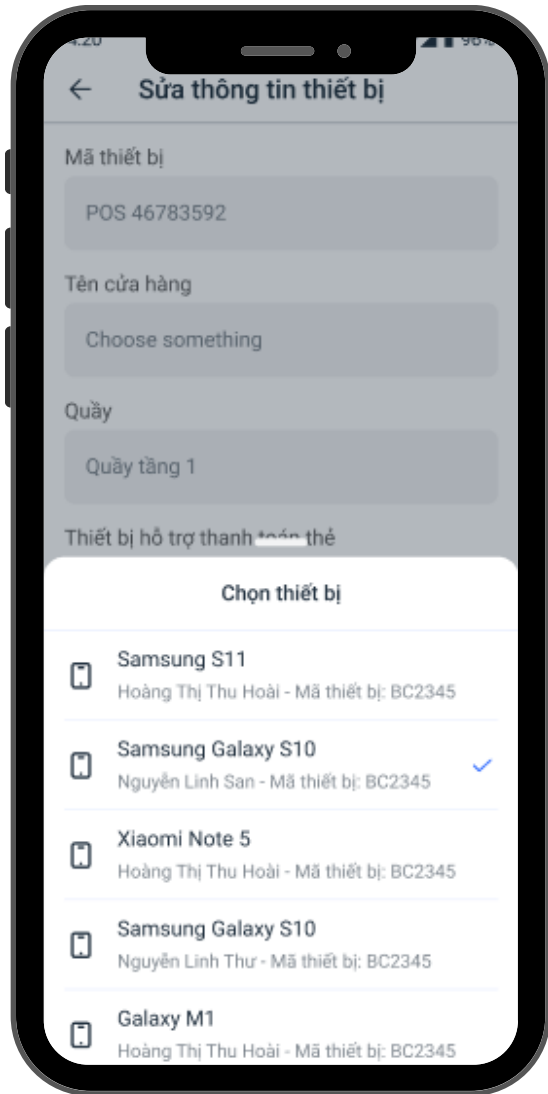 Sửa thông tin thiết bị
Mã thiết bị
POS 46783592
Tên cửa hàng
Choose something
Quầy
Quầy tầng 1
Thiết bị hỗ trợ thanh toán thẻ
Chọn thiết bị
Samsung S11
Hoàng Thị Thu Hoài - Mã thiết bị: BC2345
Samsung Galaxy S10
Nguyễn Linh San - Mã thiết bị: BC2345
Xiaomi Note 5
Hoàng Thị Thu Hoài - Mã thiết bị: BC2345
Samsung Galaxy S10
Nguyễn Linh Thư - Mã thiết bị: BC2345
Galaxy M1
Hoàng Thị Thu Hoài - Mã thiết bị: BC2345